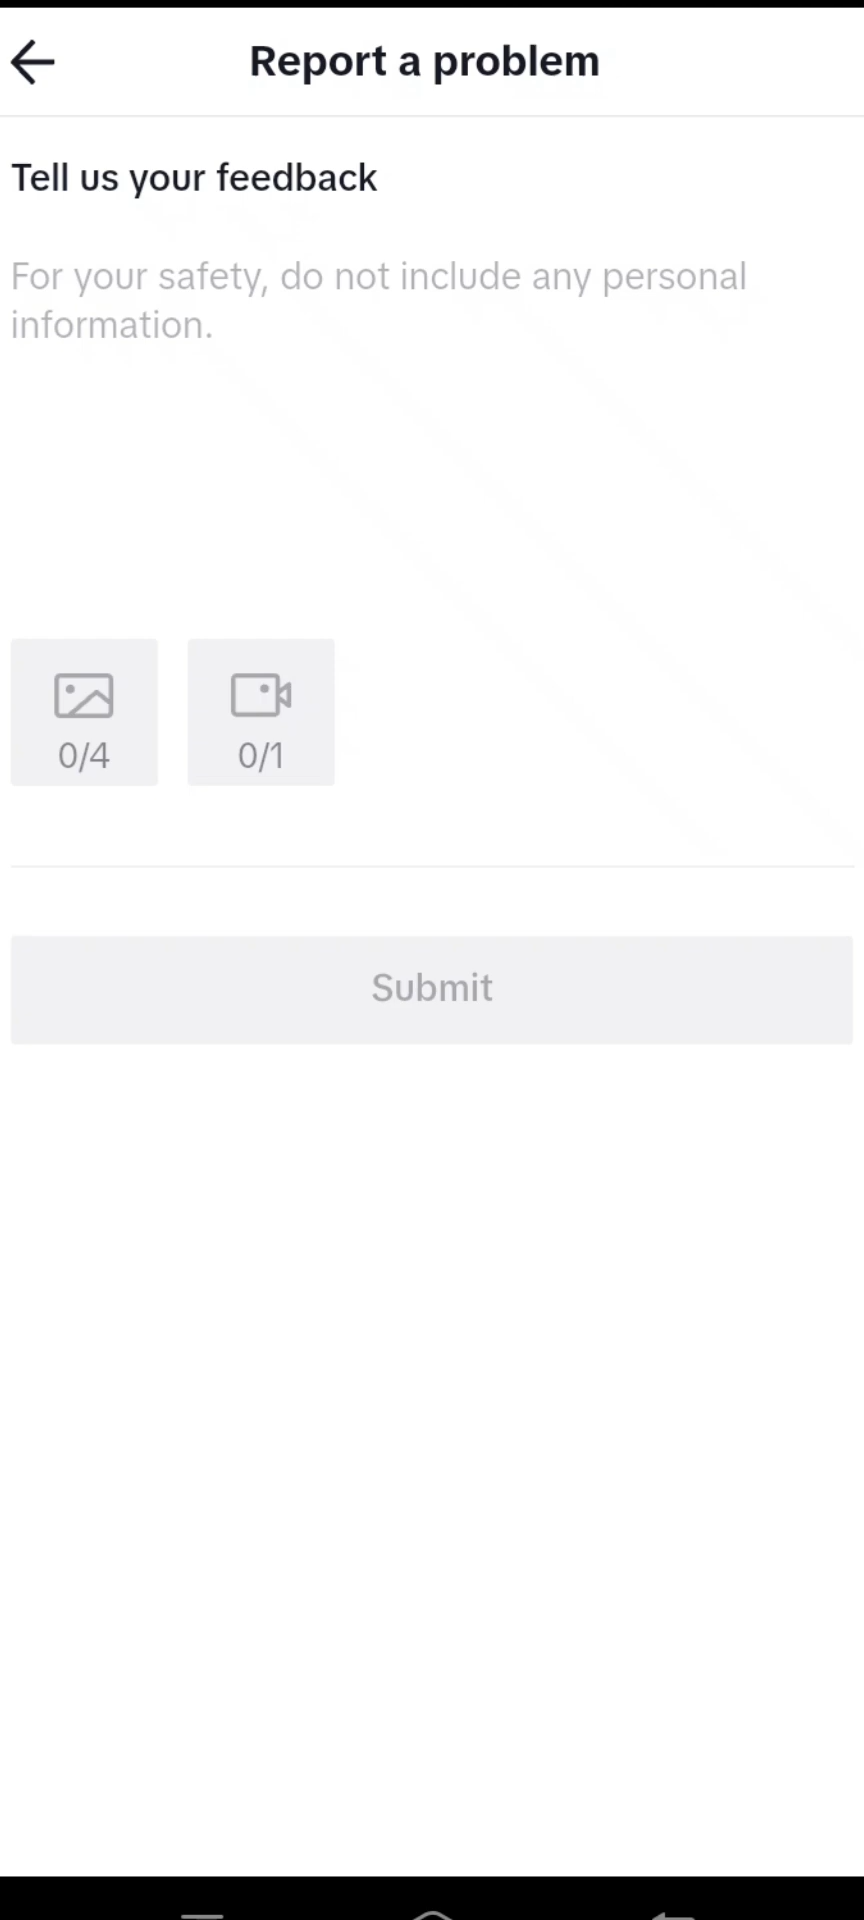 Report a problem
Tell us your feedback
For your safety, do not include any personal
information.
0/4
0/1
Submit